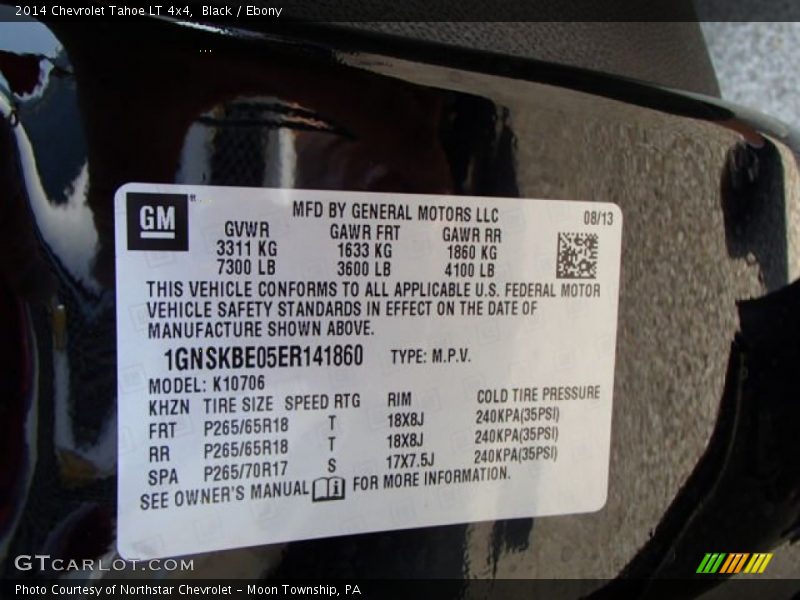 2014 Chevrolet Tahoe LT 4x4, Black / Ebony
GM
MFD BY GENERAL MOTORS LLC 08/13
GVWR GAWR FRT GAWR RR
3311 KG 1633 KG 1860 KG
7300 LB 3600 LB 4100 LB
THIS VEHICLE CONFORMS TO ALL APPLICABLE U.S. FEDERAL MOTOR
VEHICLE SAFETY STANDARDS IN EFFECT ON THE DATE OF
MANUFACTURE SHOWN ABOVE.
1GNSKBE05ER141860 TYPE: M.P.V.
MODEL: K10706
KHZN TIRE SIZE SPEED RTG RIM COLD TIRE PRESSURE
FRT P265/65R18 T 18X8J 240KPA(35PSI)
RR P265/65R18 T 18X8J 240KPA(35PSI)
SPA P265/70R17 S 17X7.5J 240KPA(35PSI)
SEE OWNER'S MANUAL FOR MORE INFORMATION.
GTCARLOT.COM
Photo Courtesy of Northstar Chevrolet - Moon Township, PA